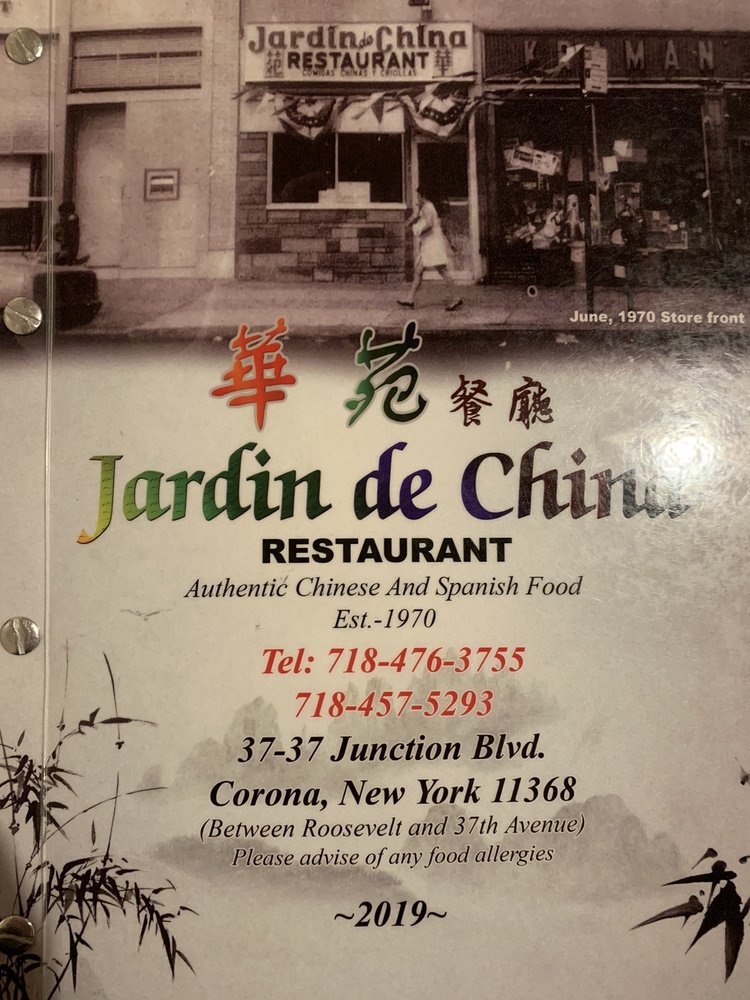 Jardin de China
苑 RESTAURANT 華
COMIDAS CHINAS Y CRIOLLAS
June, 1970 Store front
華苑餐廳
Jardin de China
RESTAURANT
Authentic Chinese And Spanish Food
Est.-1970
Tel: 718-476-3755
718-457-5293
37-37 Junction Blvd.
Corona, New York 11368
(Between Roosevelt and 37th Avenue)
Please advise of any food allergies
~2019~